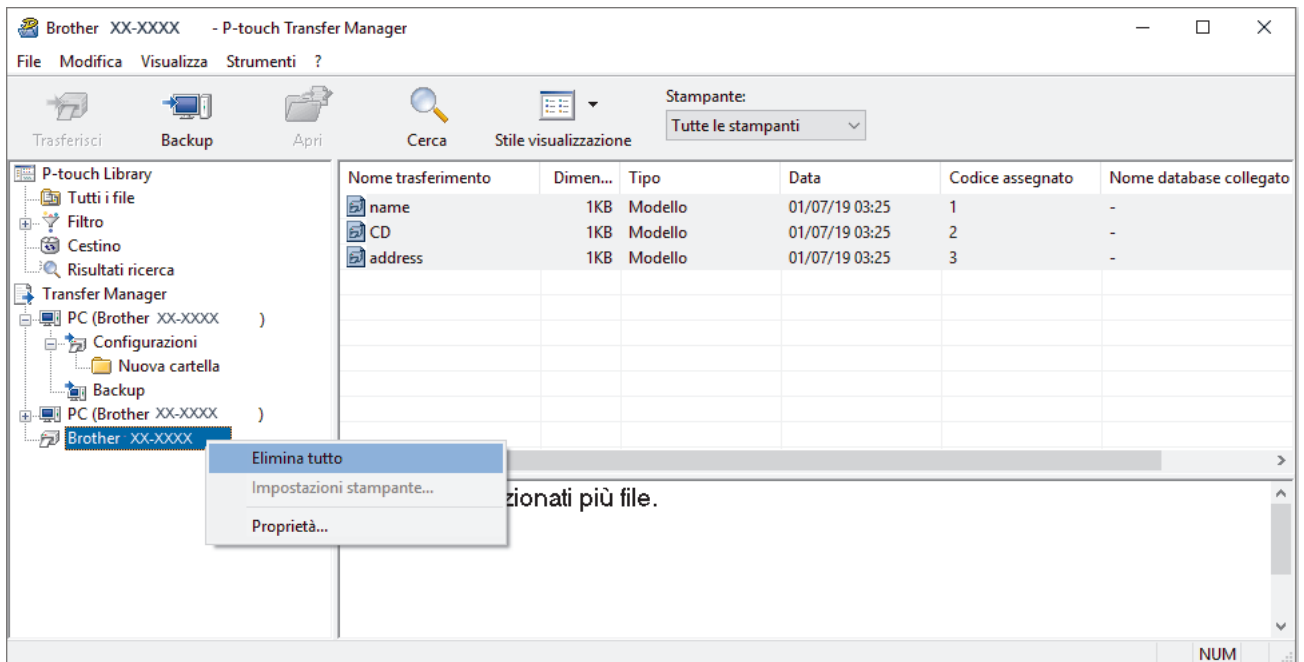 Brother XX-XXXX - P-touch Transfer Manager
File Modifica Visualizza Strumenti ?
Trasferisci Backup Apri Cerca Stile visualizzazione
Stampante:
Tutte le stampanti
P-touch Library
Tutti i file
Filtro
Cestino
Risultati ricerca
Transfer Manager
PC (Brother XX-XXXX )
Configurazioni
Nuova cartella
Backup
PC (Brother XX-XXXX )
Brother XX-XXXX
Nome trasferimento Dimen... Tipo Data Codice assegnato Nome database collegato
name 1KB Modello 01/07/19 03:25 1 -
CD 1KB Modello 01/07/19 03:25 2 -
address 1KB Modello 01/07/19 03:25 3 -
Elimina tutto
Impostazioni stampante...
Proprietà...
zionati più file.
NUM